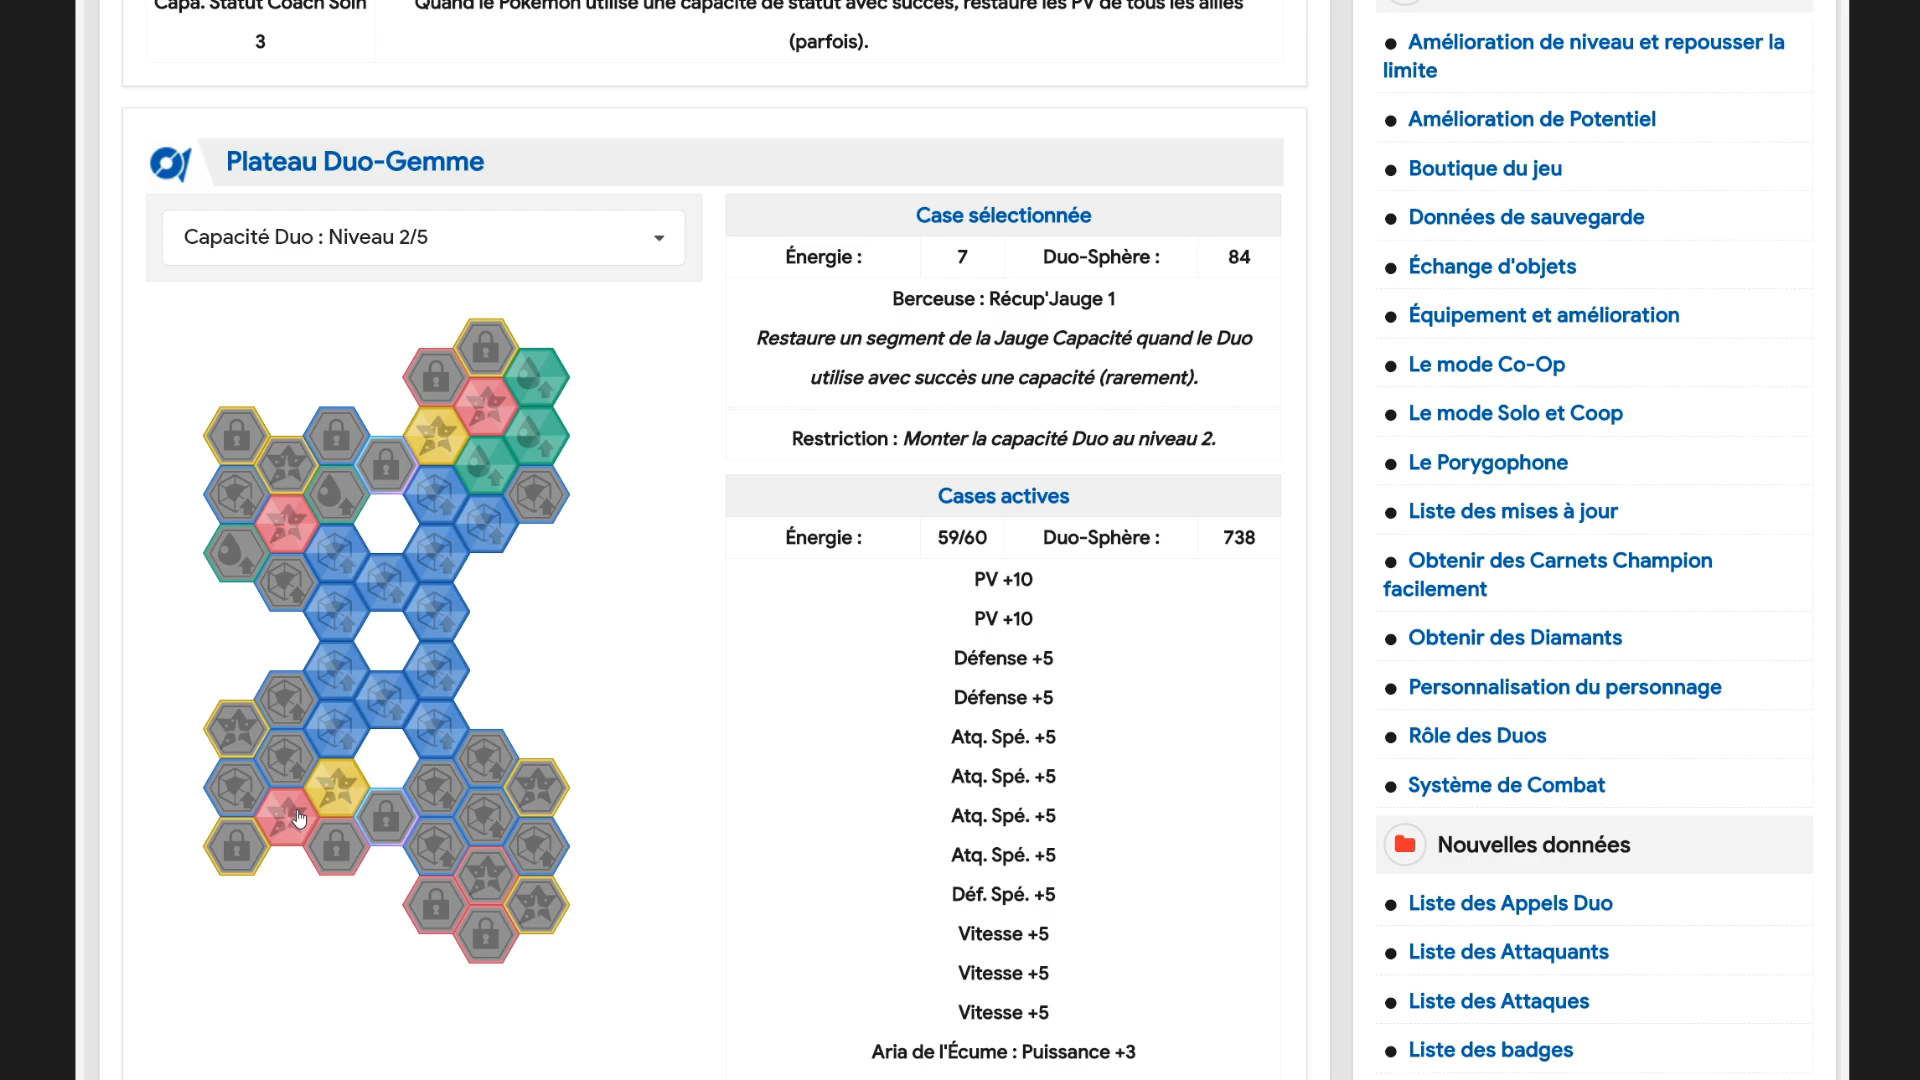 Capa. Statut Coach Soin
3
Quand le Pokémon utilise une capacité de statut avec succès, restaure les PV de tous les alliés
(parfois).
Plateau Duo-Gemme
Capacité Duo : Niveau 2/5
Case sélectionnée
Énergie : 7 Duo-Sphère : 84
Berceuse : Récup'Jauge 1
Restaure un segment de la Jauge Capacité quand le Duo
utilise avec succès une capacité (rarement).
Restriction : Monter la capacité Duo au niveau 2.
Cases actives
Énergie : 59/60 Duo-Sphère : 738
PV +10
PV +10
Défense +5
Défense +5
Atq. Spé. +5
Atq. Spé. +5
Atq. Spé. +5
Atq. Spé. +5
Déf. Spé. +5
Vitesse +5
Vitesse +5
Vitesse +5
Aria de l'Écume : Puissance +3
Amélioration de niveau et repousser la
limite
Amélioration de Potentiel
Boutique du jeu
Données de sauvegarde
Échange d'objets
Équipement et amélioration
Le mode Co-Op
Le mode Solo et Coop
Le Porygophone
Liste des mises à jour
Obtenir des Carnets Champion
facilement
Obtenir des Diamants
Personnalisation du personnage
Rôle des Duos
Système de Combat
Nouvelles données
Liste des Appels Duo
Liste des Attaquants
Liste des Attaques
Liste des badges